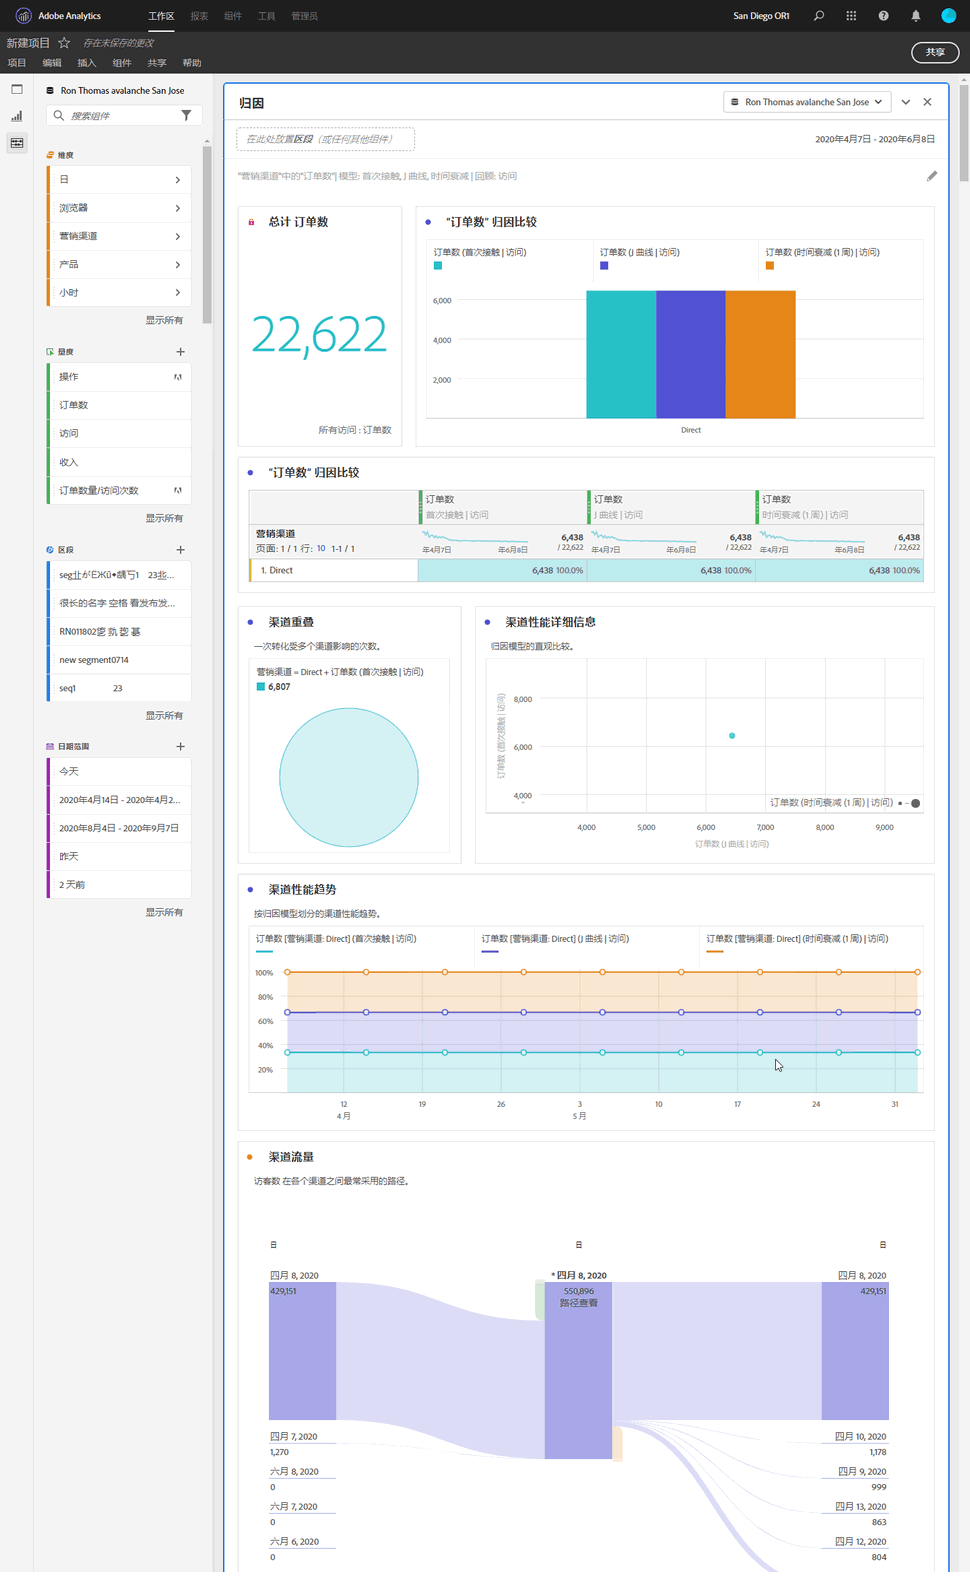 Adobe Analytics
工作区 报表 组件 工具 管理员
San Diego OR1
新建项目 存在未保存的更改
共享
项目 编辑 插入 组件 共享 帮助
Ron Thomas avalanche San Jose
搜索组件
维度
日
浏览器
营销渠道
产品
小时
显示所有
量度
操作
订单数
访问
收入
订单数量/访问次数
显示所有
区段
很长的名字 空格 看发布发...
new segment0714
seq1 23
显示所有
日期范围
今天
2020年4月14日 - 2020年4月2...
2020年8月4日 - 2020年9月7日
昨天
2 天前
显示所有
归因
Ron Thomas avalanche San Jose
在此处放置区段（或任何其他组件）
2020年4月7日 - 2020年6月8日
"营销渠道"中的"订单数"| 模型: 首次接触, J 曲线, 时间衰减 | 回顾: 访问
总计 订单数
22,622
所有访问 : 订单数
"订单数" 归因比较
订单数 (首次接触 | 访问)
订单数 (J 曲线 | 访问)
订单数 (时间衰减 (1 周) | 访问)
6,000
4,000
2,000
Direct
"订单数" 归因比较
订单数 订单数 订单数
首次接触 | 访问 J 曲线 | 访问 时间衰减 (1 周) | 访问
营销渠道
页面: 1 / 1 行: 10 1-1 / 1
年4月7日 年6月8日 6,438 / 22,622
年4月7日 年6月8日 6,438 / 22,622
年4月7日 年6月8日 6,438 / 22,622
1. Direct 6,438 100.0% 6,438 100.0% 6,438 100.0%
渠道重叠
一次转化受多个渠道影响的次数。
营销渠道 = Direct + 订单数 (首次接触 | 访问)
6,807
渠道性能详细信息
归因模型的直观比较。
订单数 (首次接触 | 访问)
8,000
6,000
4,000
订单数 (时间衰减 (1 周) | 访问)
4,000 5,000 6,000 7,000 8,000 9,000
订单数 (J 曲线 | 访问)
渠道性能趋势
按归因模型划分的渠道性能趋势。
订单数 [营销渠道: Direct] (首次接触 | 访问)
订单数 [营销渠道: Direct] (J 曲线 | 访问)
订单数 [营销渠道: Direct] (时间衰减 (1 周) | 访问)
100%
80%
60%
40%
20%
12 19 26 3 10 17 24 31
4 月 5 月
渠道流量
访客数 在各个渠道之间最常采用的路径。
日 日 日
四月 8, 2020 * 四月 8, 2020 四月 8, 2020
429,151 550,896 429,151
路径查看
四月 7, 2020 四月 10, 2020
1,270 1,178
六月 8, 2020 四月 9, 2020
0 999
六月 7, 2020 四月 13, 2020
0 863
六月 6, 2020 四月 12, 2020
0 804